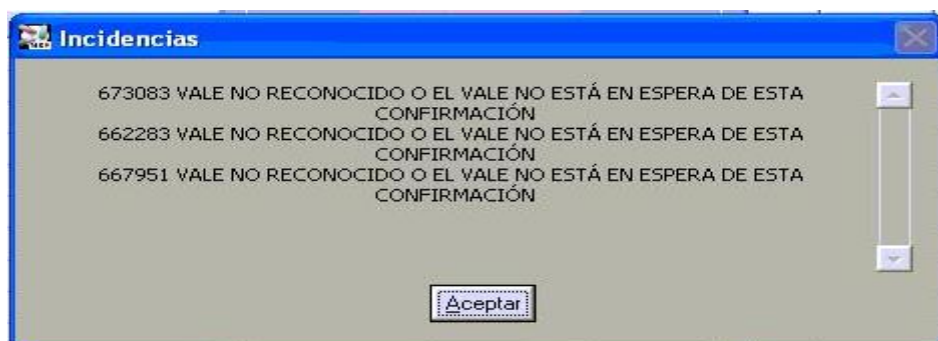 Incidencias
673083 VALE NO RECONOCIDO O EL VALE NO ESTÁ EN ESPERA DE ESTA
CONFIRMACIÓN
662283 VALE NO RECONOCIDO O EL VALE NO ESTÁ EN ESPERA DE ESTA
CONFIRMACIÓN
667951 VALE NO RECONOCIDO O EL VALE NO ESTÁ EN ESPERA DE ESTA
CONFIRMACIÓN
Aceptar